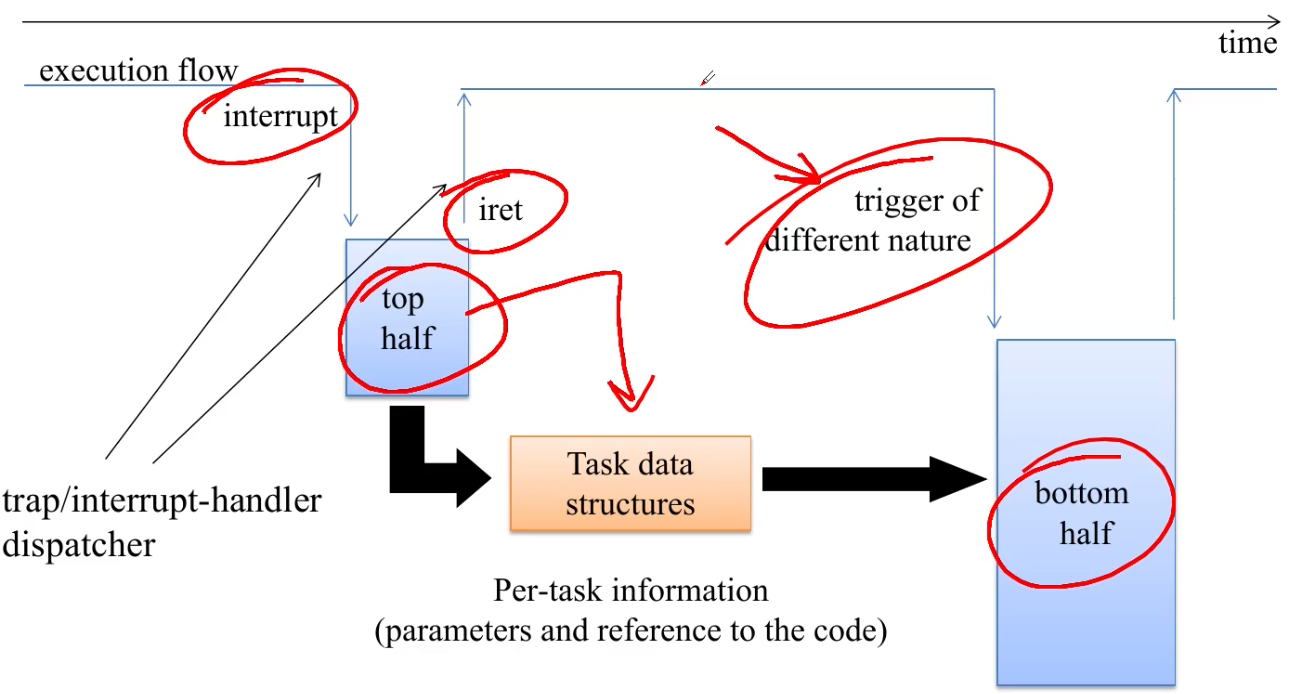 time
execution flow
interrupt
iret
trigger of
different nature
top
half
Task data
structures
bottom
half
trap/interrupt-handler
dispatcher
Per-task information
(parameters and reference to the code)